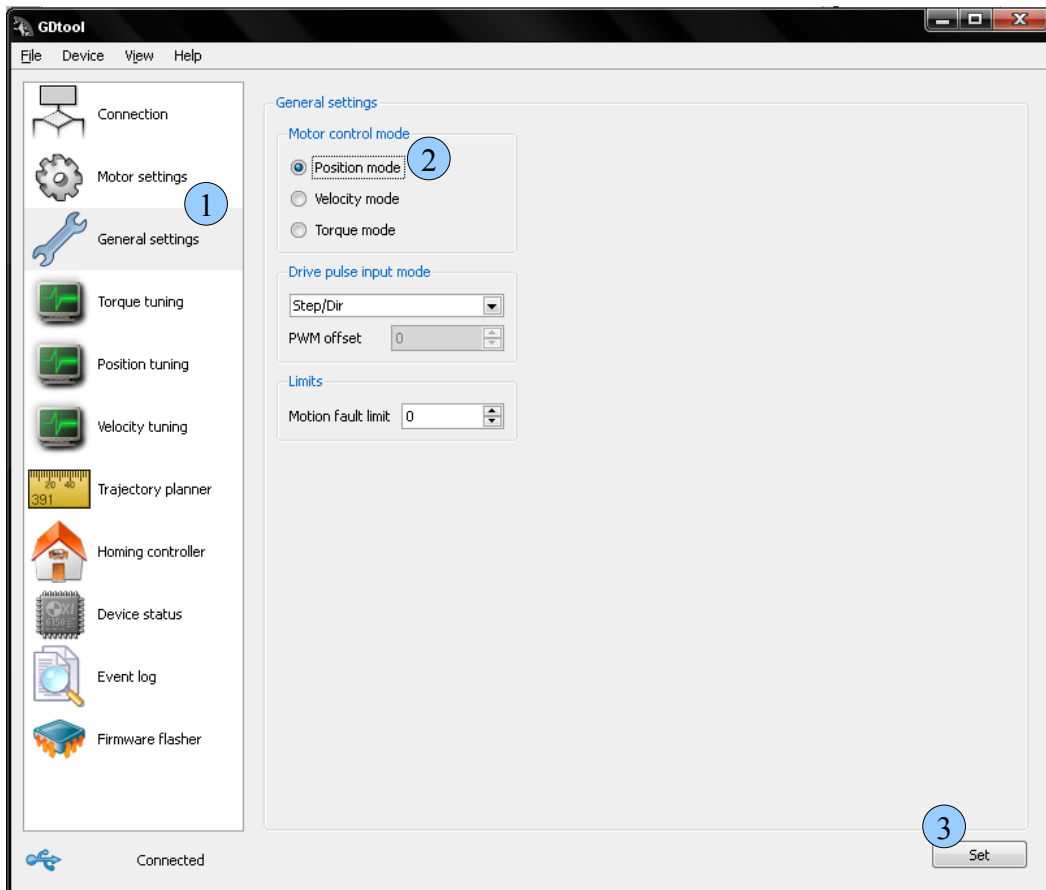 GDtool
File Device View Help
Connection
Motor settings
1
General settings
Torque tuning
Position tuning
Velocity tuning
20 40
391
Trajectory planner
Homing controller
XI
6150
Device status
Event log
Firmware flasher
Connected
General settings
Motor control mode
Position mode
2
Velocity mode
Torque mode
Drive pulse input mode
Step/Dir
PWM offset 0
Limits
Motion fault limit 0
3
Set